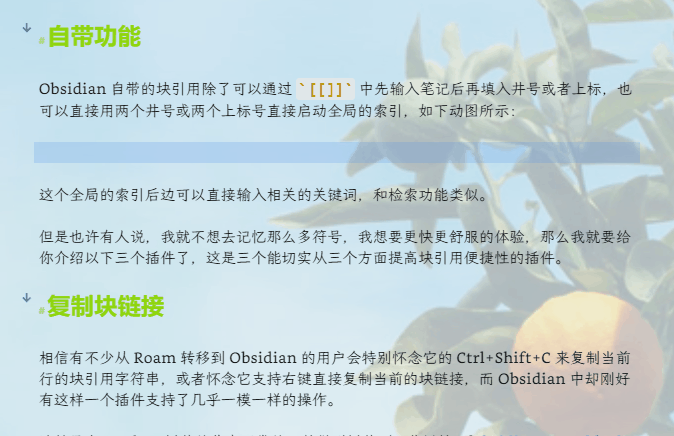 自带功能
Obsidian 自带的块引用除了可以通过 `[[]]` 中先输入笔记后再填入井号或者上标，也
可以直接用两个井号或两个上标号直接启动全局的索引，如下动图所示：
这个全局的索引后边可以直接输入相关的关键词，和检索功能类似。
但是也许有人说，我就不想去记忆那么多符号，我想要更快更舒服的体验，那么我就要给
你介绍以下三个插件了，这是三个能切实从三个方面提高块引用便捷性的插件。
复制块链接
相信有不少从 Roam 转移到 Obsidian 的用户会特别怀念它的 Ctrl+Shift+C 来复制当前
行的块引用字符串，或者怀念它支持右键直接复制当前的块链接，而 Obsidian 中却刚好
有这样一个插件支持了几乎一模一样的操作。